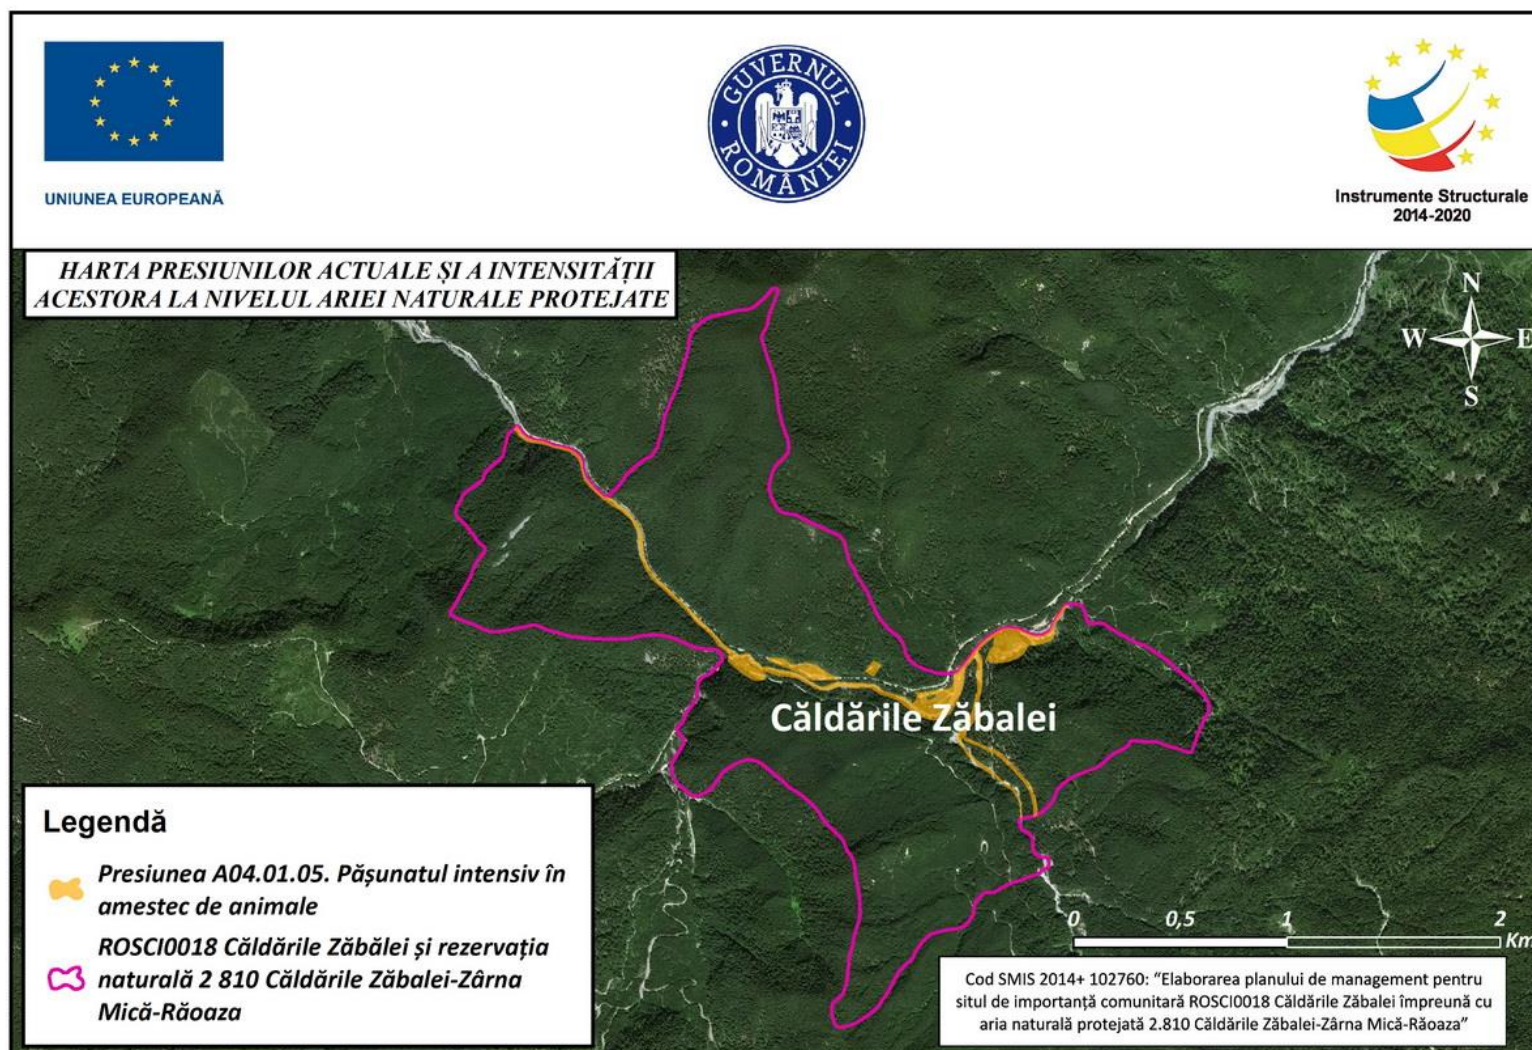 UNIUNEA EUROPEANĂ
GUVERNUL
ROMÂNIEI
Instrumente Structurale
2014-2020
HARTA PRESIUNILOR ACTUALE ȘI A INTENSITĂȚII
ACESTORA LA NIVELUL ARIEI NATURALE PROTEJATE
N
W
E
S
Căldările Zăbalei
Legendă
Presiunea A04.01.05. Pășunatul intensiv în
amestec de animale
ROSCI0018 Căldările Zăbălei și rezervația
naturală 2 810 Căldările Zăbalei-Zârna
Mică-Răoaza
0 0,5 1 2
Km
Cod SMIS 2014+ 102760: “Elaborarea planului de management pentru
situl de importanță comunitară ROSCI0018 Căldările Zăbalei împreună cu
aria naturală protejată 2.810 Căldările Zăbalei-Zârna Mică-Răoaza”